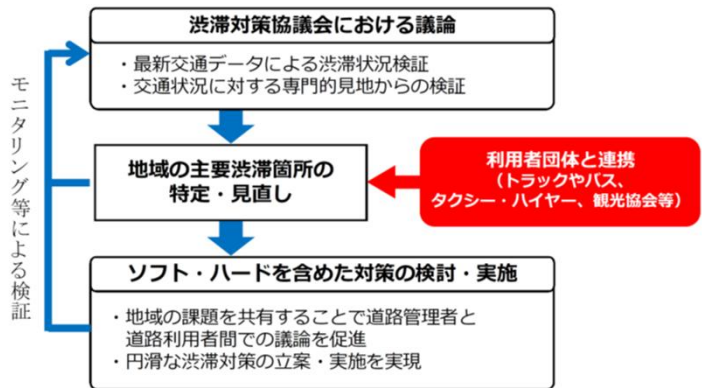 渋滞対策協議会における議論
・最新交通データによる渋滞状況検証
・交通状況に対する専門的見地からの検証
地域の主要渋滞箇所の
特定・見直し
利用者団体と連携
（トラックやバス、
タクシー・ハイヤー、観光協会等）
ソフト・ハードを含めた対策の検討・実施
・地域の課題を共有することで道路管理者と
道路利用者間での議論を促進
・円滑な渋滞対策の立案・実施を実現
モニタリング等による検証